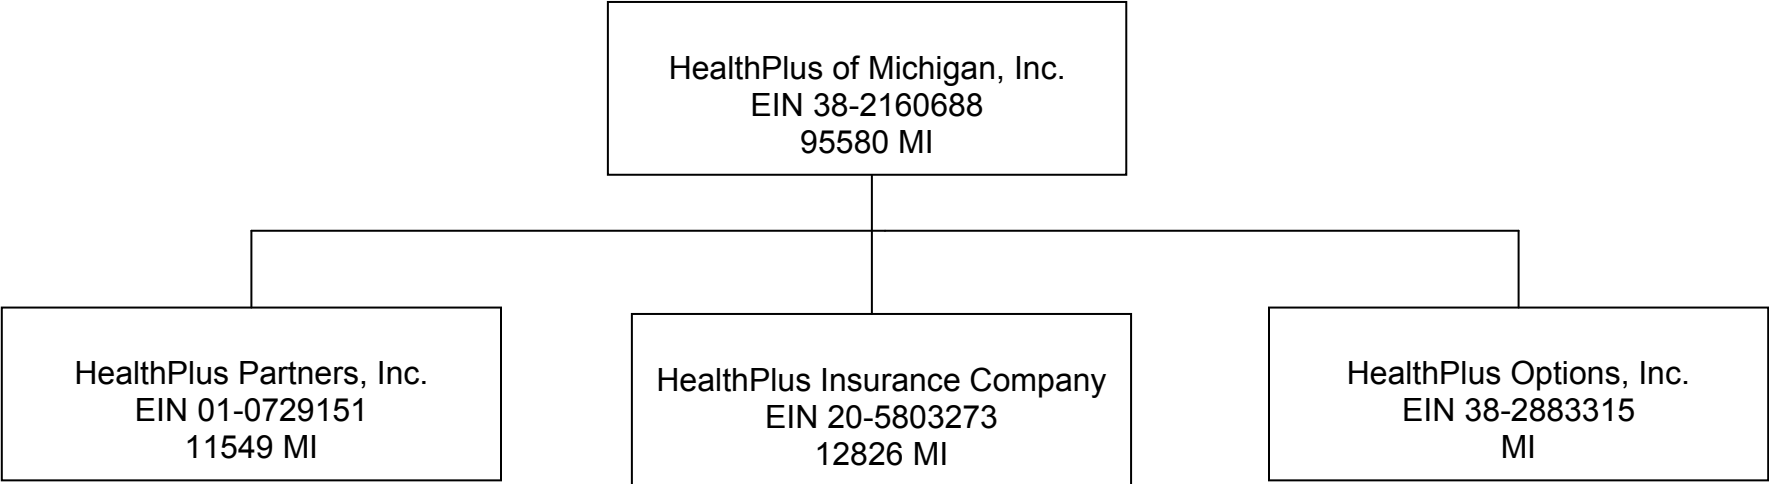 HealthPlus of Michigan, Inc.
EIN 38-2160688
95580 MI
HealthPlus Partners, Inc.
EIN 01-0729151
11549 MI
HealthPlus Insurance Company
EIN 20-5803273
12826 MI
HealthPlus Options, Inc.
EIN 38-2883315
MI